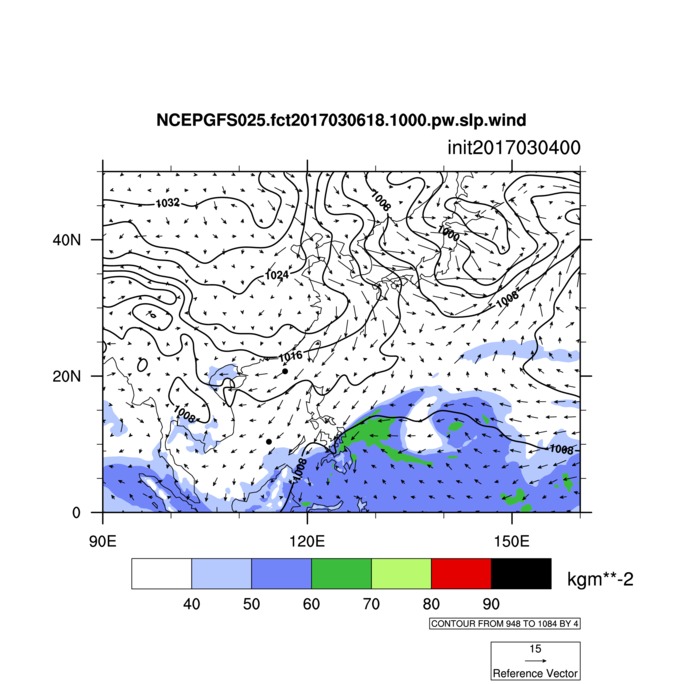 NCEPGFS025.fct2017030618.1000.pw.slp.wind
init2017030400
1032
1008
1000
40N
1024
1008
1016
20N
1008
1008
1008
0
90E 120E 150E
kgm**-2
40 50 60 70 80 90
CONTOUR FROM 948 TO 1084 BY 4
15
Reference Vector